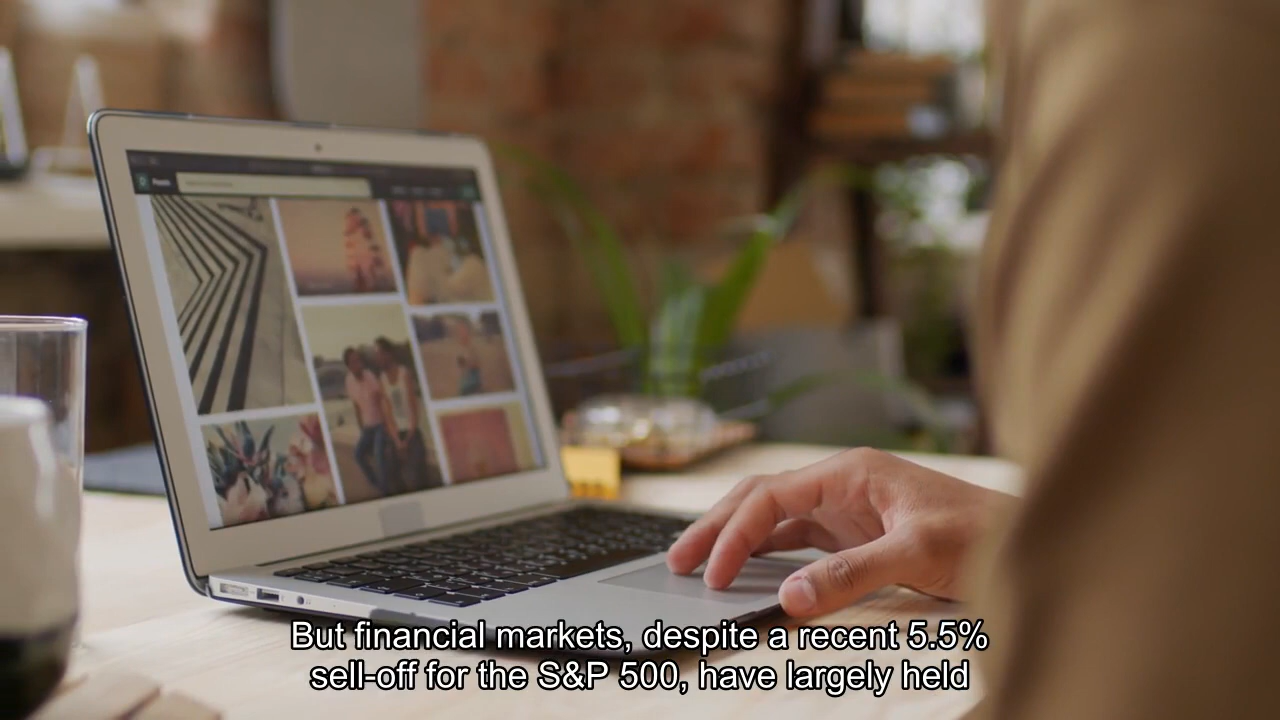 But financial markets, despite a recent 5.5%
sell-off for the S&P 500, have largely held